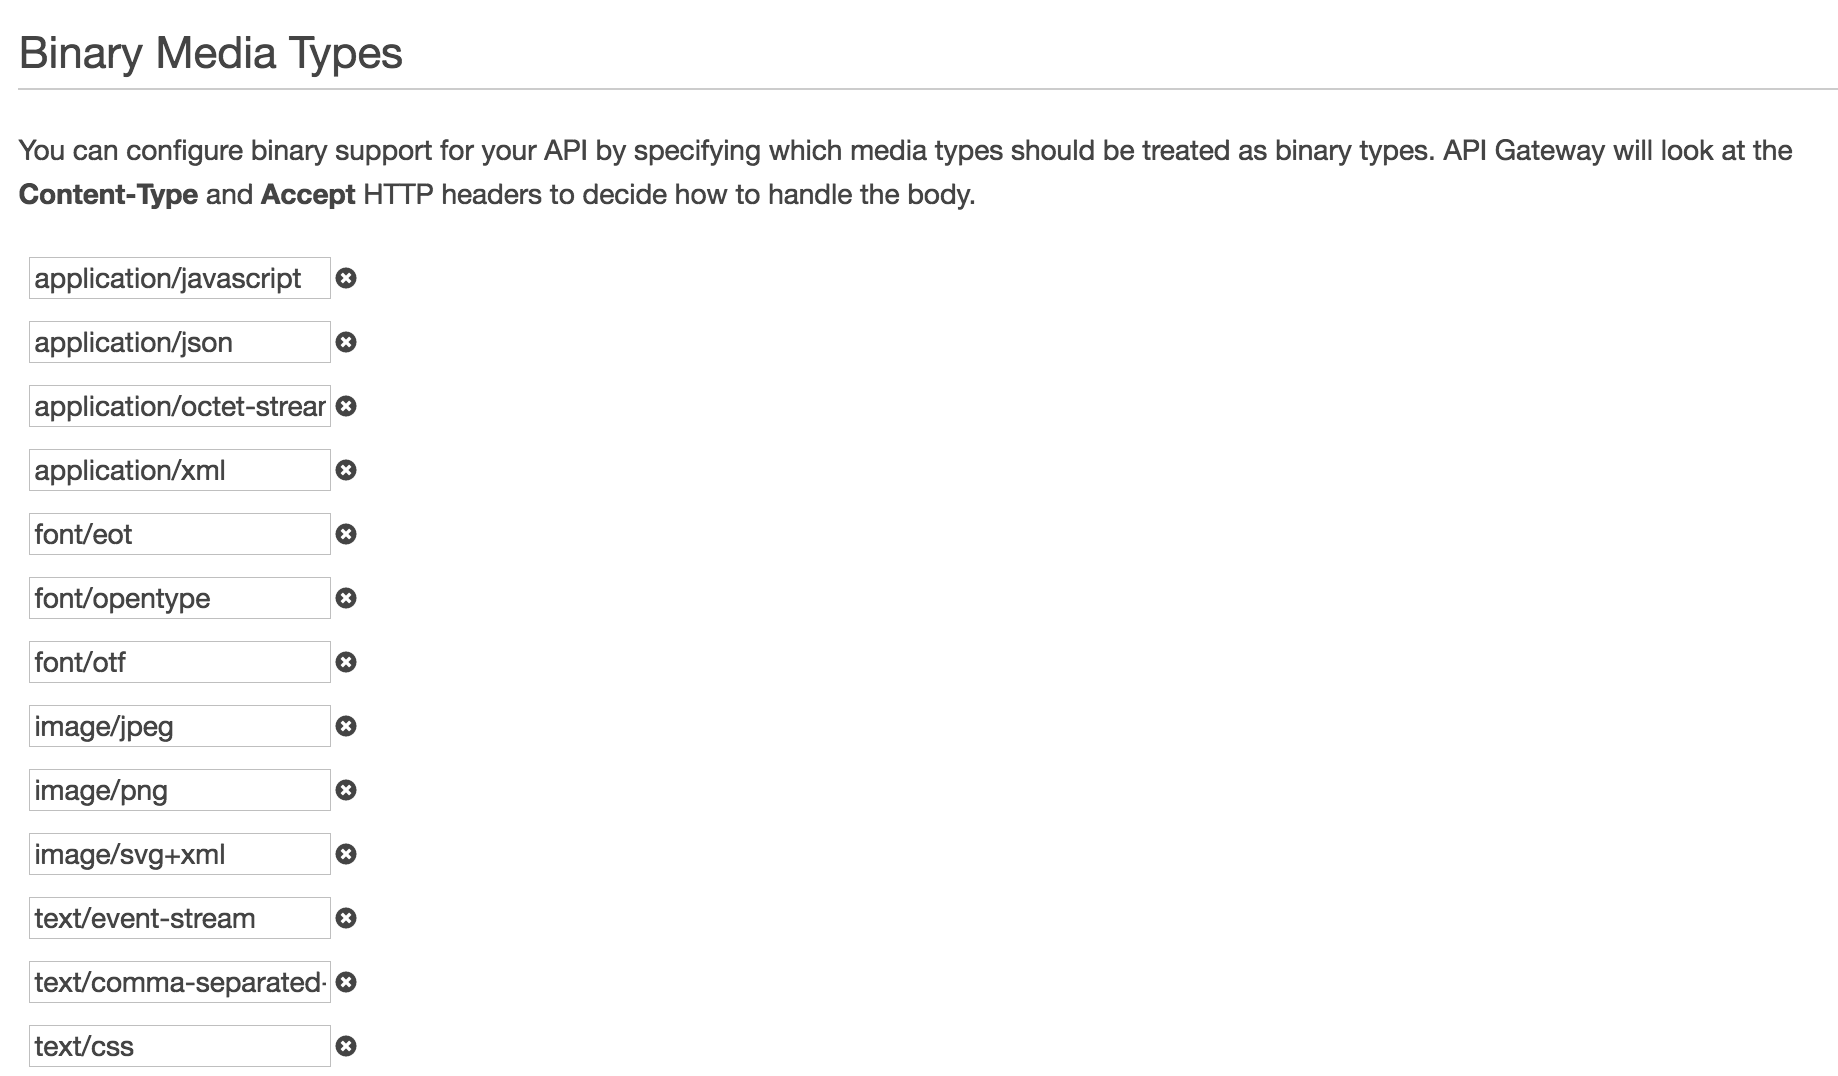 Binary Media Types
You can configure binary support for your API by specifying which media types should be treated as binary types. API Gateway will look at the
Content-Type and Accept HTTP headers to decide how to handle the body.
application/javascript
application/json
application/octet-strear
application/xml
font/eot
font/opentype
font/otf
image/jpeg
image/png
image/svg+xml
text/event-stream
text/comma-separated-
text/css